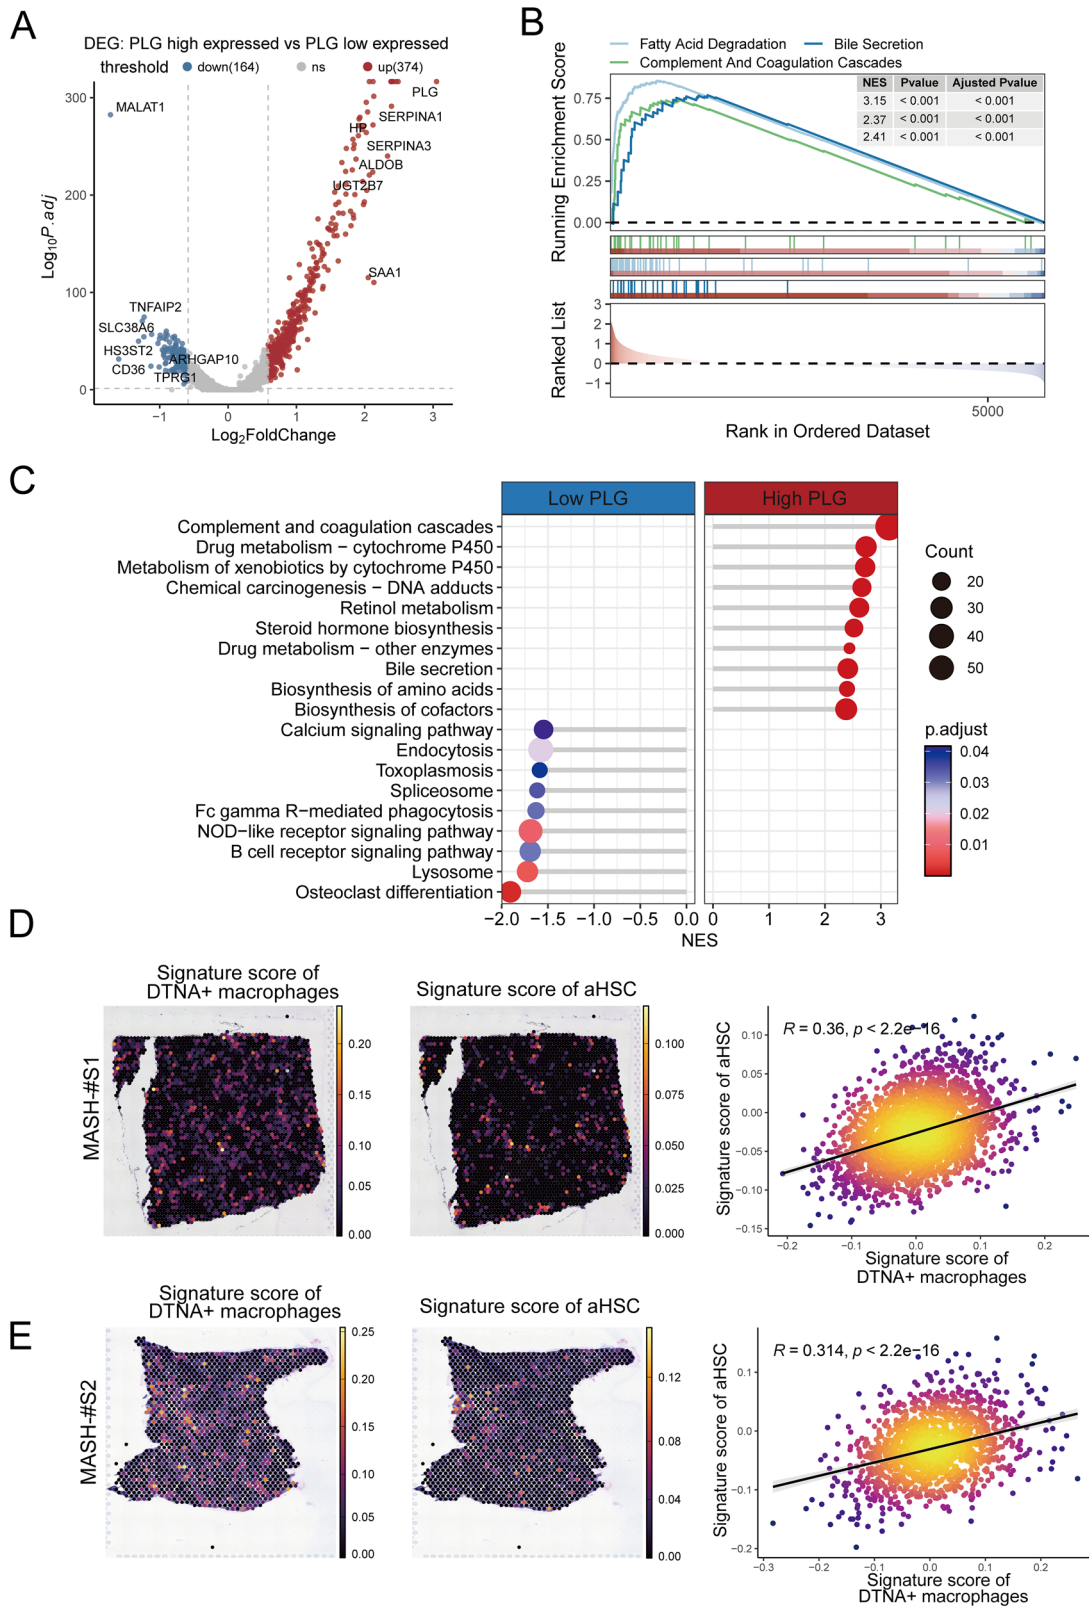 A
DEG: PLG high expressed vs PLG low expressed
threshold down(164) ns up(374)
Log10P.adj
300
200
100
0
MALAT1
PLG
SERPINA1
HP
SERPINA3
ALDOB
UGT2B7
SAA1
TNFAIP2
SLC38A6
HS3ST2
ARHGAP10
CD36
TPRG1
−1 0 1 2 3
Log2FoldChange
B
Fatty Acid Degradation Bile Secretion
Complement And Coagulation Cascades
Running Enrichment Score
0.75
0.50
0.25
0.00
NES Pvalue Ajusted Pvalue
3.15 < 0.001 < 0.001
2.37 < 0.001 < 0.001
2.41 < 0.001 < 0.001
Ranked List
3
2
1
0
−1
5000
Rank in Ordered Dataset
C
Low PLG High PLG
Complement and coagulation cascades
Drug metabolism − cytochrome P450
Metabolism of xenobiotics by cytochrome P450
Chemical carcinogenesis − DNA adducts
Retinol metabolism
Steroid hormone biosynthesis
Drug metabolism − other enzymes
Bile secretion
Biosynthesis of amino acids
Biosynthesis of cofactors
Calcium signaling pathway
Endocytosis
Toxoplasmosis
Spliceosome
Fc gamma R−mediated phagocytosis
NOD−like receptor signaling pathway
B cell receptor signaling pathway
Lysosome
Osteoclast differentiation
−2.0 −1.5 −1.0 −0.5 0.0 0 1 2 3
NES
Count
20
30
40
50
p.adjust
0.04
0.03
0.02
0.01
D
MASH-#S1
Signature score of
DTNA+ macrophages
0.20
0.15
0.10
0.05
0.00
Signature score of aHSC
0.100
0.075
0.050
0.025
0.000
R = 0.36, p < 2.2e−16
Signature score of aHSC
0.10
0.05
0.00
−0.05
−0.10
−0.15
−0.2 −0.1 0.0 0.1 0.2
Signature score of
DTNA+ macrophages
E
MASH-#S2
Signature score of
DTNA+ macrophages
0.25
0.20
0.15
0.10
0.05
0.00
Signature score of aHSC
0.12
0.08
0.04
0.00
R = 0.314, p < 2.2e−16
Signature score of aHSC
0.1
0.0
−0.1
−0.2
−0.3 −0.2 −0.1 0.0 0.1 0.2
Signature score of
DTNA+ macrophages